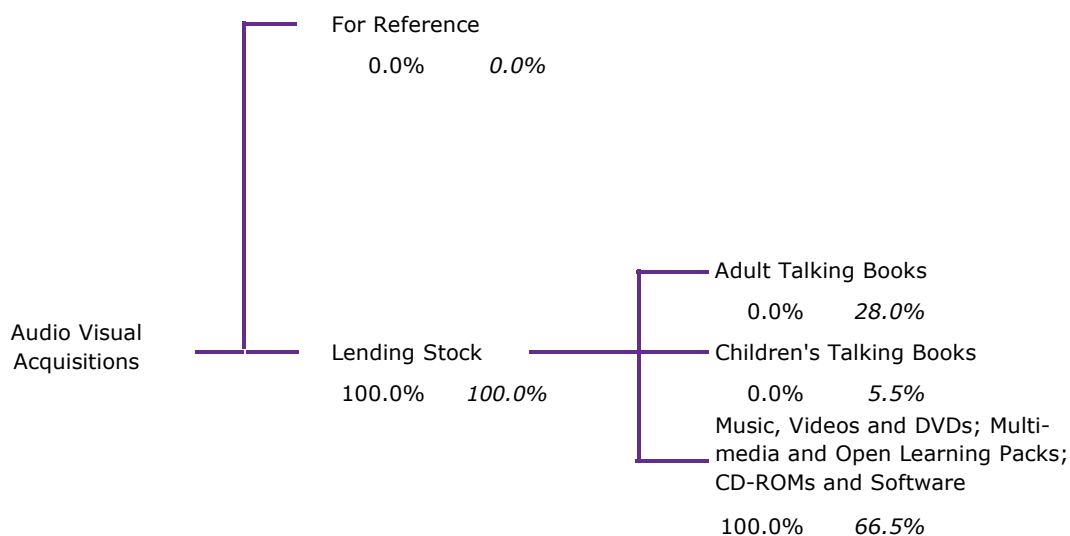 For Reference
0.0% 0.0%
Adult Talking Books
0.0% 28.0%
Audio Visual
Acquisitions
Lending Stock
100.0% 100.0%
Children's Talking Books
0.0% 5.5%
Music, Videos and DVDs; Multi-
media and Open Learning Packs;
CD-ROMs and Software
100.0% 66.5%